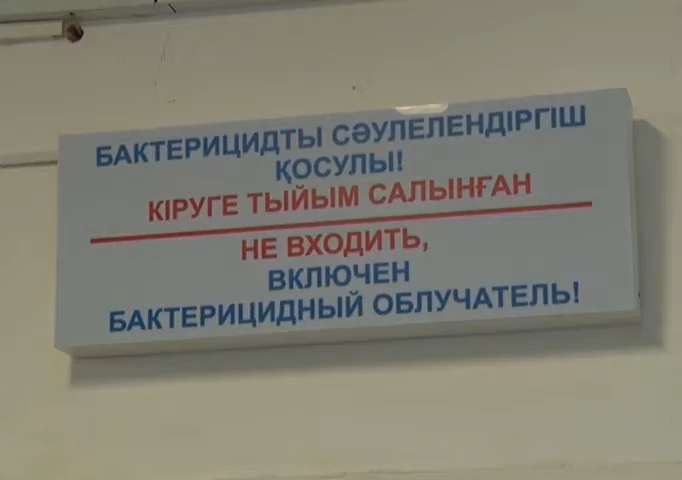 БАКТЕРИЦИДТЫ СӘУЛЕЛЕНДІРГІШ
ҚОСУЛЫ!
КІРУГЕ ТЫЙЫМ САЛЫНҒАН
НЕ ВХОДИТЬ,
ВКЛЮЧЕН
БАКТЕРИЦИДНЫЙ ОБЛУЧАТЕЛЬ!